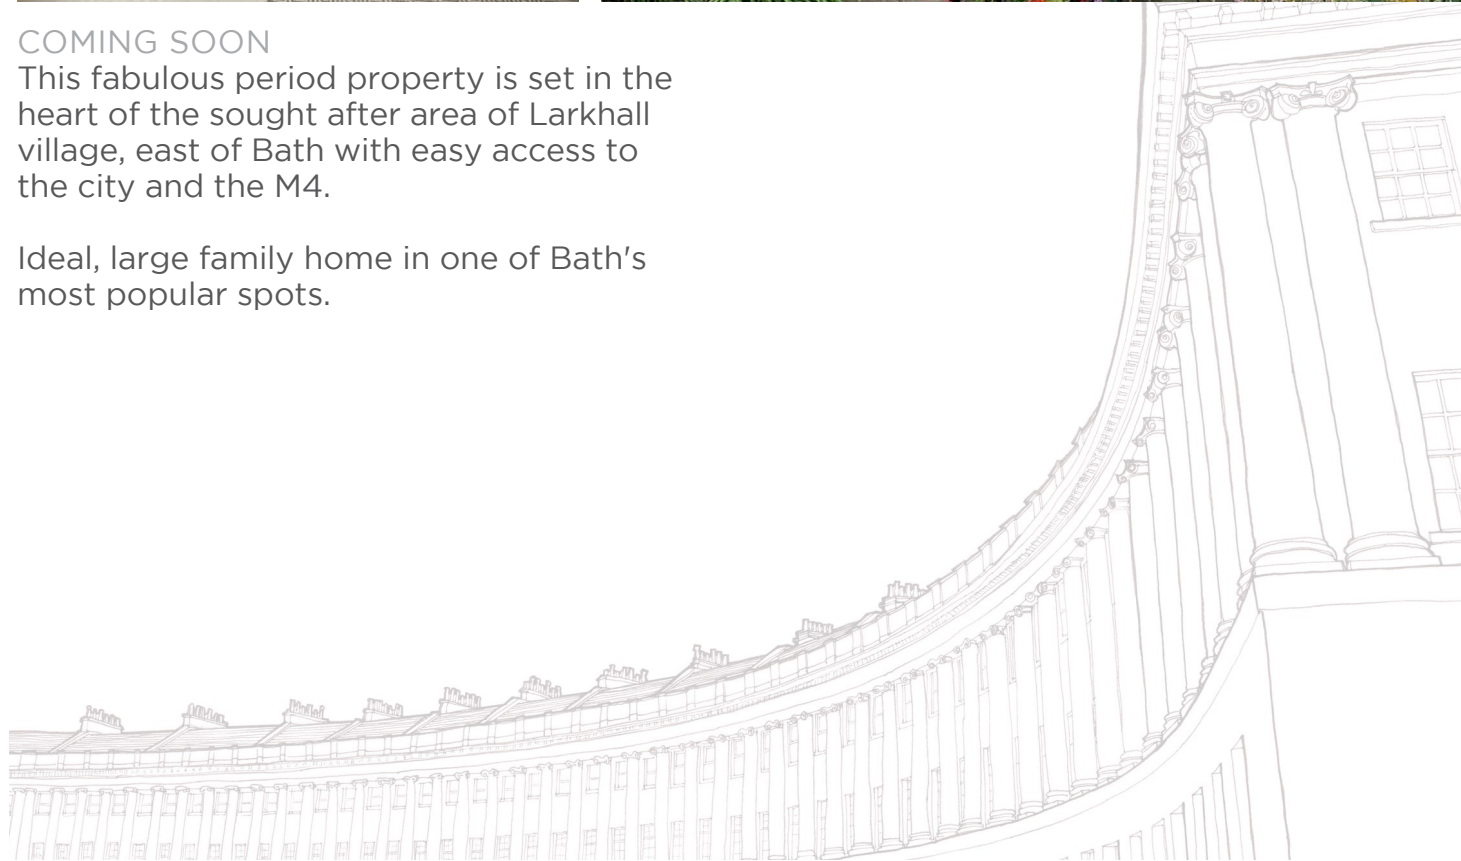 COMING SOON
This fabulous period property is set in the
heart of the sought after area of Larkhall
village, east of Bath with easy access to
the city and the M4.
Ideal, large family home in one of Bath's
most popular spots.